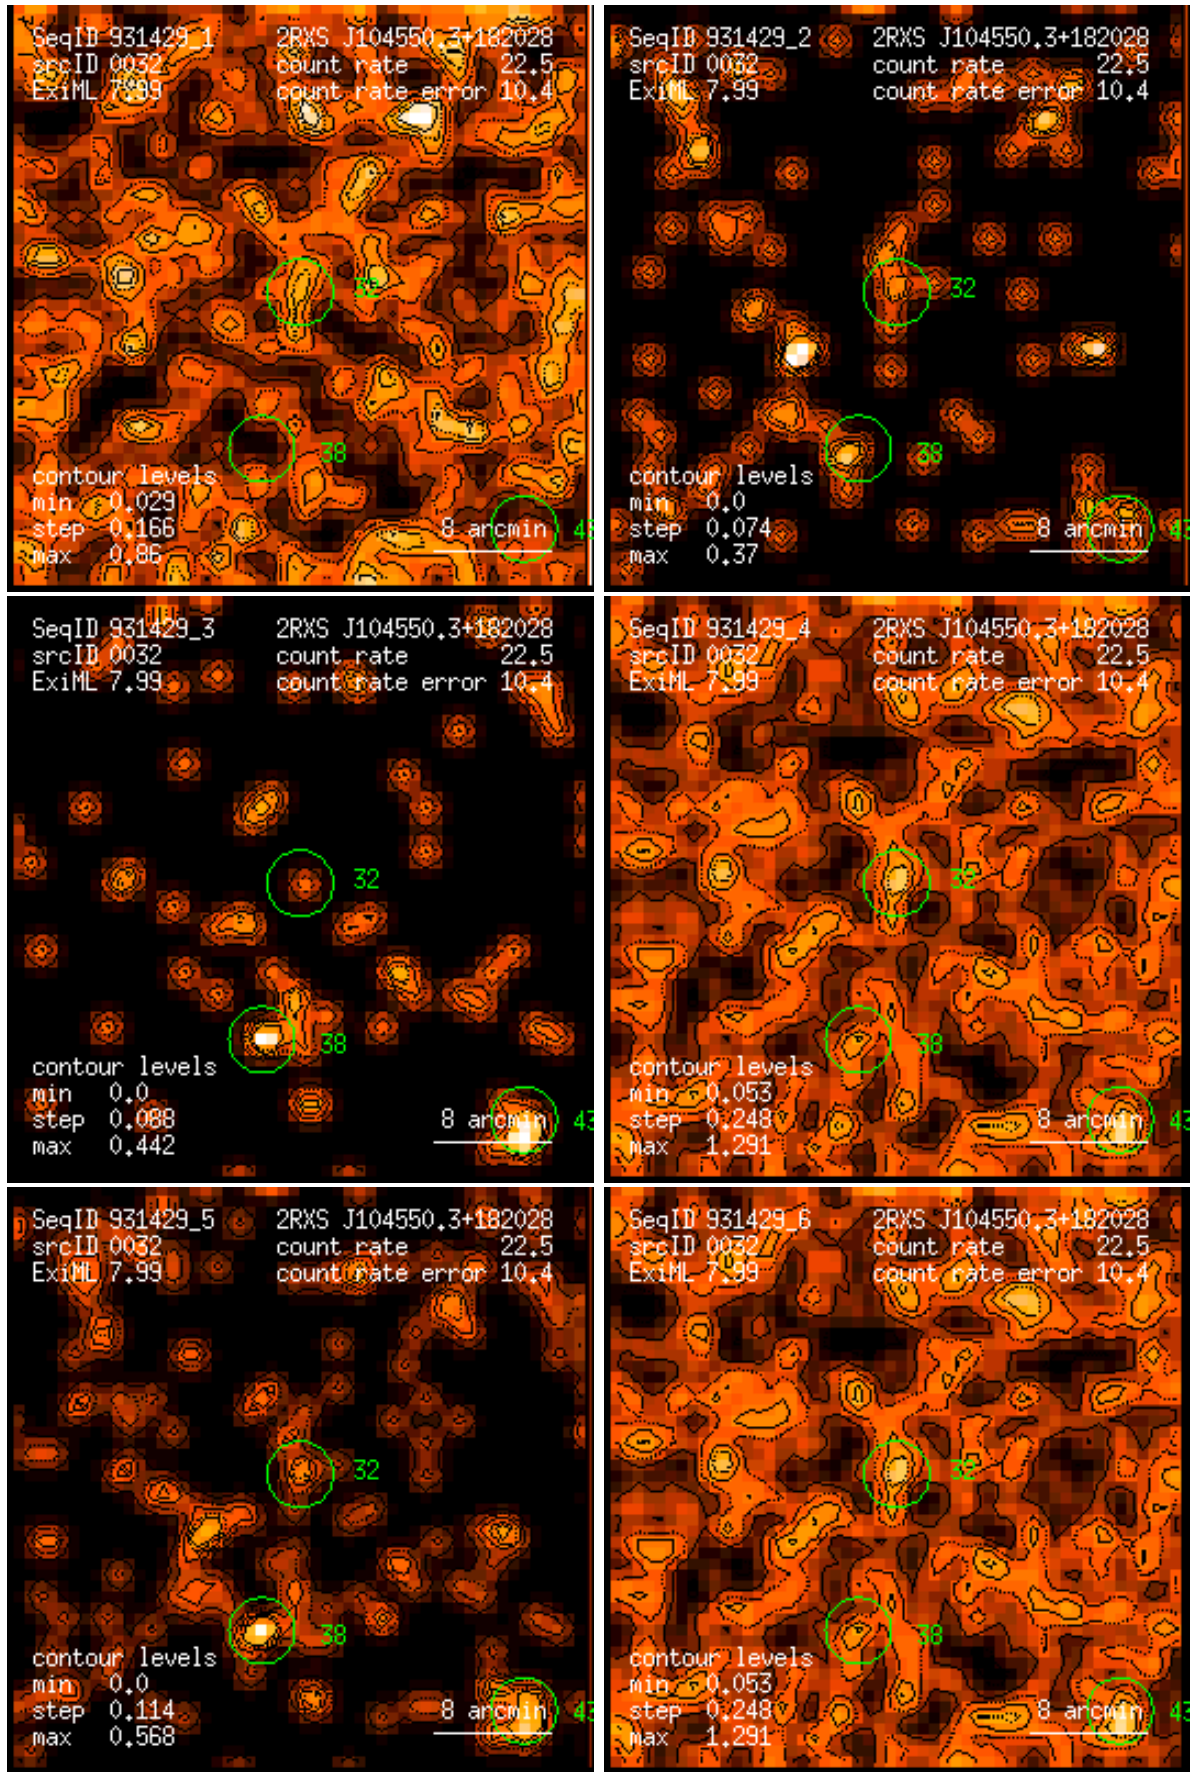 SeqID 931429_1 2RXS J104550.3+182028
srcID 0032 count rate 22.5
ExiML 7.99 count rate error 10.4
32
38
contour levels
min 0.029
step 0.166 8 arcmin 43
max 0.86
SeqID 931429_2 2RXS J104550.3+182028
srcID 0032 count rate 22.5
ExiML 7.99 count rate error 10.4
32
38
contour levels
min 0.0
step 0.074 8 arcmin 43
max 0.37
SeqID 931429_3 2RXS J104550.3+182028
srcID 0032 count rate 22.5
ExiML 7.99 count rate error 10.4
32
38
contour levels
min 0.0
step 0.088 8 arcmin 43
max 0.442
SeqID 931429_4 2RXS J104550.3+182028
srcID 0032 count rate 22.5
ExiML 7.99 count rate error 10.4
32
38
contour levels
min 0.053
step 0.248 8 arcmin 43
max 1.291
SeqID 931429_5 2RXS J104550.3+182028
srcID 0032 count rate 22.5
ExiML 7.99 count rate error 10.4
32
38
contour levels
min 0.0
step 0.114 8 arcmin 43
max 0.568
SeqID 931429_6 2RXS J104550.3+182028
srcID 0032 count rate 22.5
ExiML 7.99 count rate error 10.4
32
38
contour levels
min 0.053
step 0.248 8 arcmin 43
max 1.291